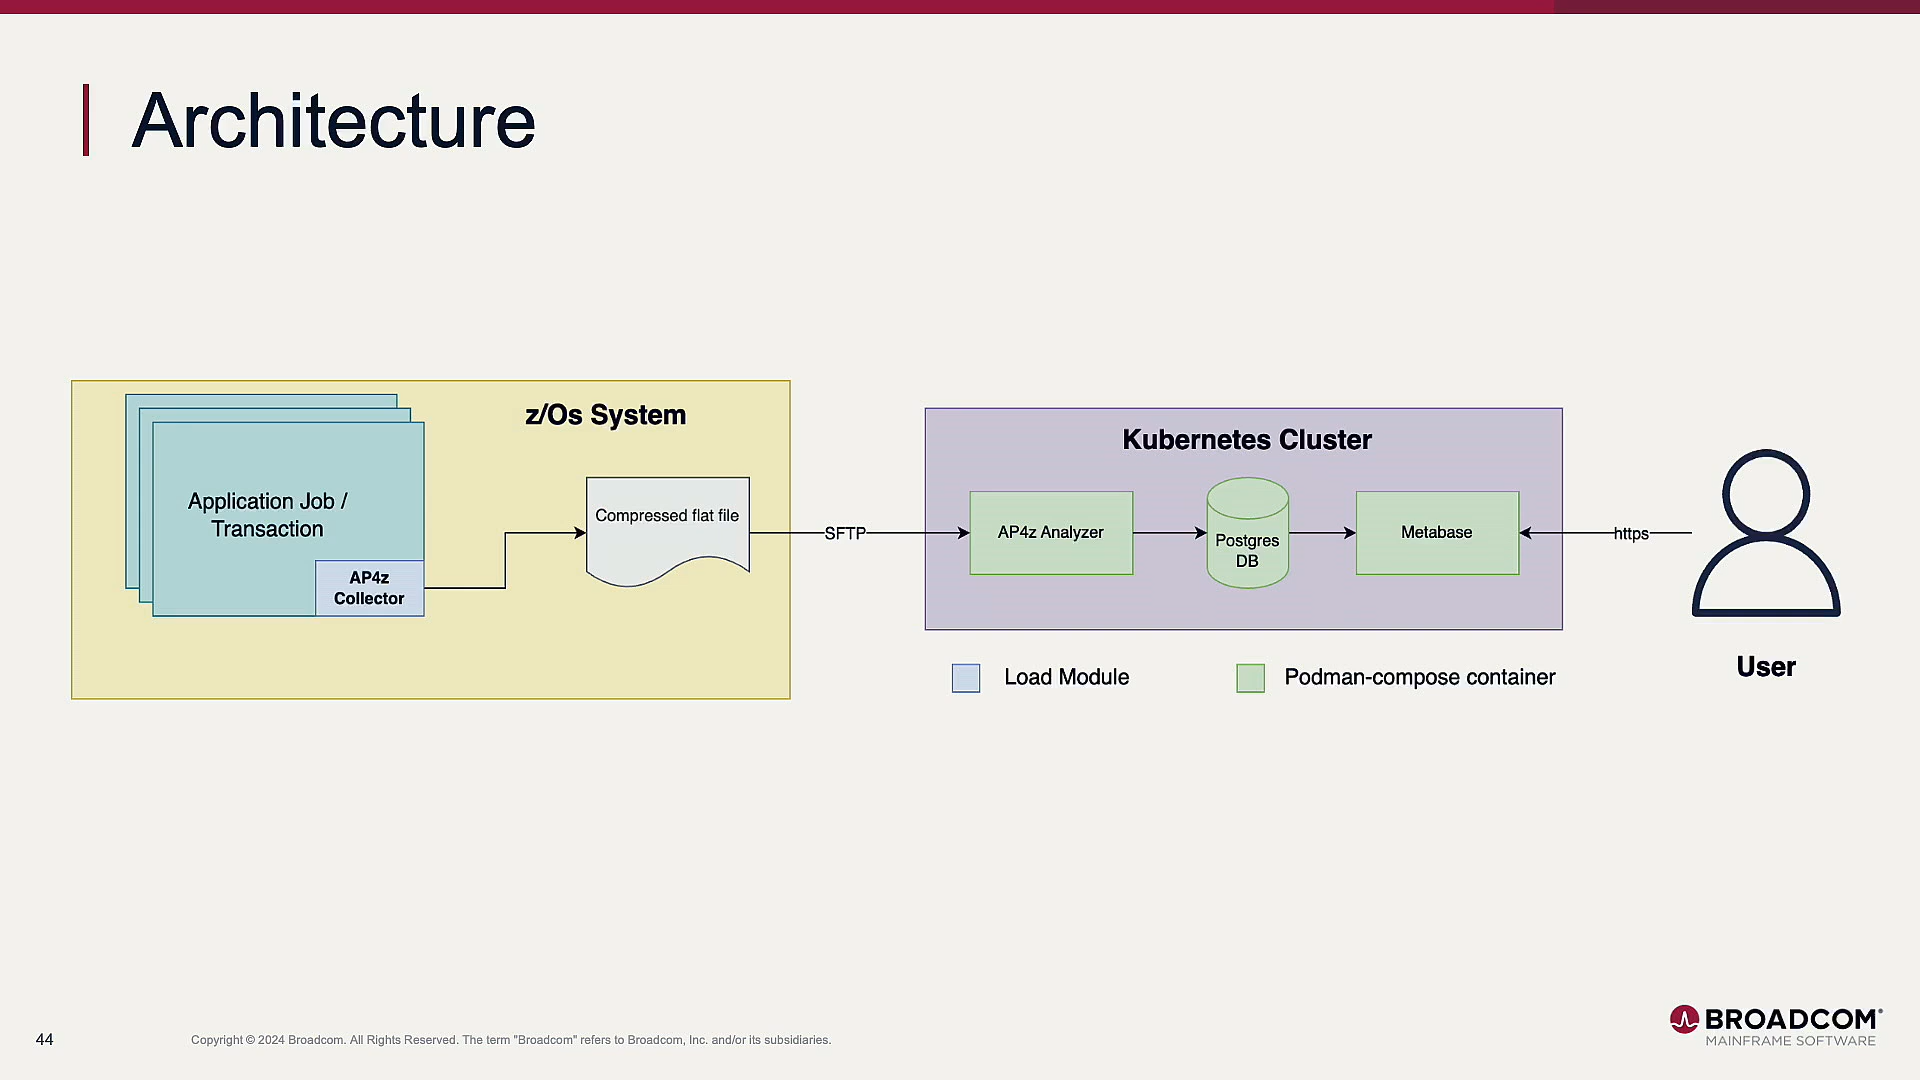 Architecture
z/Os System
Application Job /
Transaction
AP4z
Collector
Compressed flat file
SFTP
Kubernetes Cluster
AP4z Analyzer
Postgres
DB
Metabase
https
User
Load Module
Podman-compose container
44
Copyright © 2024 Broadcom. All Rights Reserved. The term "Broadcom" refers to Broadcom, Inc. and/or its subsidiaries.
BROADCOM®
MAINFRAME SOFTWARE